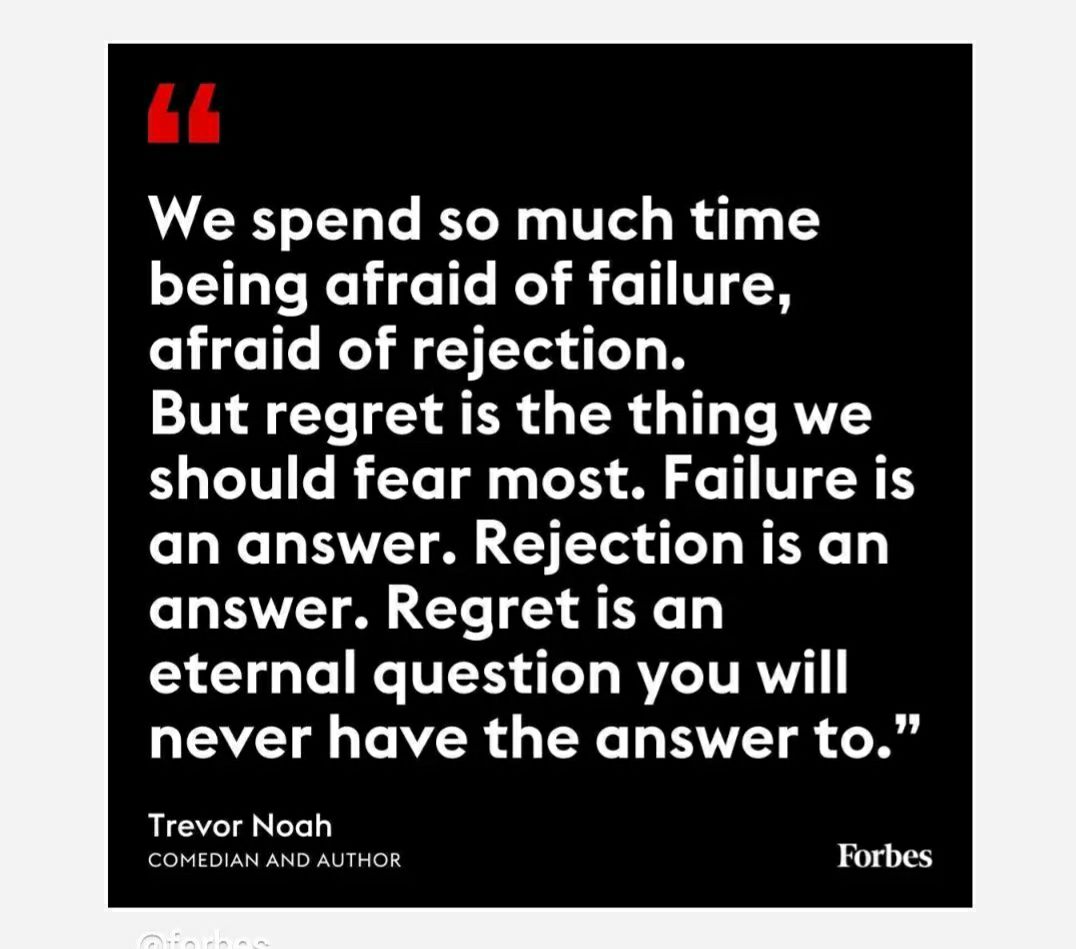 “
We spend so much time
being afraid of failure,
afraid of rejection.
But regret is the thing we
should fear most. Failure is
an answer. Rejection is an
answer. Regret is an
eternal question you will
never have the answer to.”
Trevor Noah
COMEDIAN AND AUTHOR
Forbes
@forbes